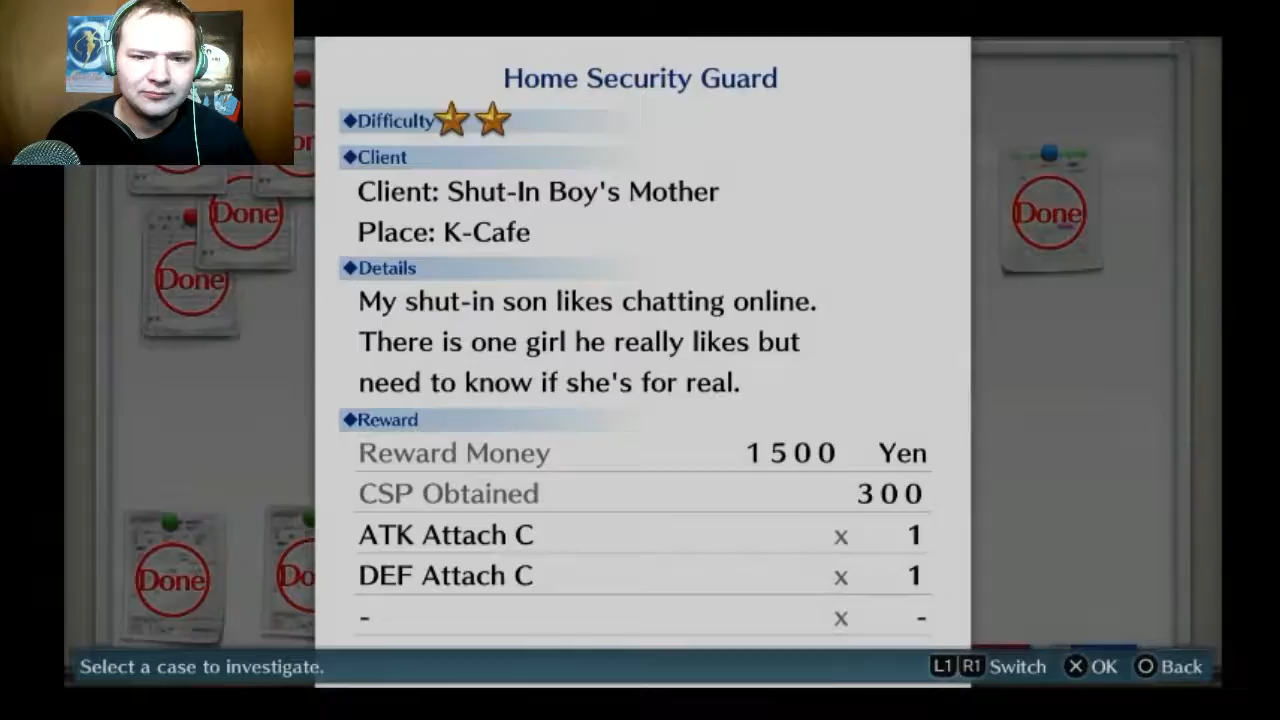 Home Security Guard
◆Difficulty
◆Client
Client: Shut-In Boy's Mother
Place: K-Cafe
◆Details
My shut-in son likes chatting online.
There is one girl he really likes but
need to know if she's for real.
◆Reward
Reward Money 1500 Yen
CSP Obtained 300
ATK Attach C x 1
DEF Attach C x 1
- x -
Done
Done
Done
Done
Select a case to investigate.
L1 R1 Switch X OK O Back